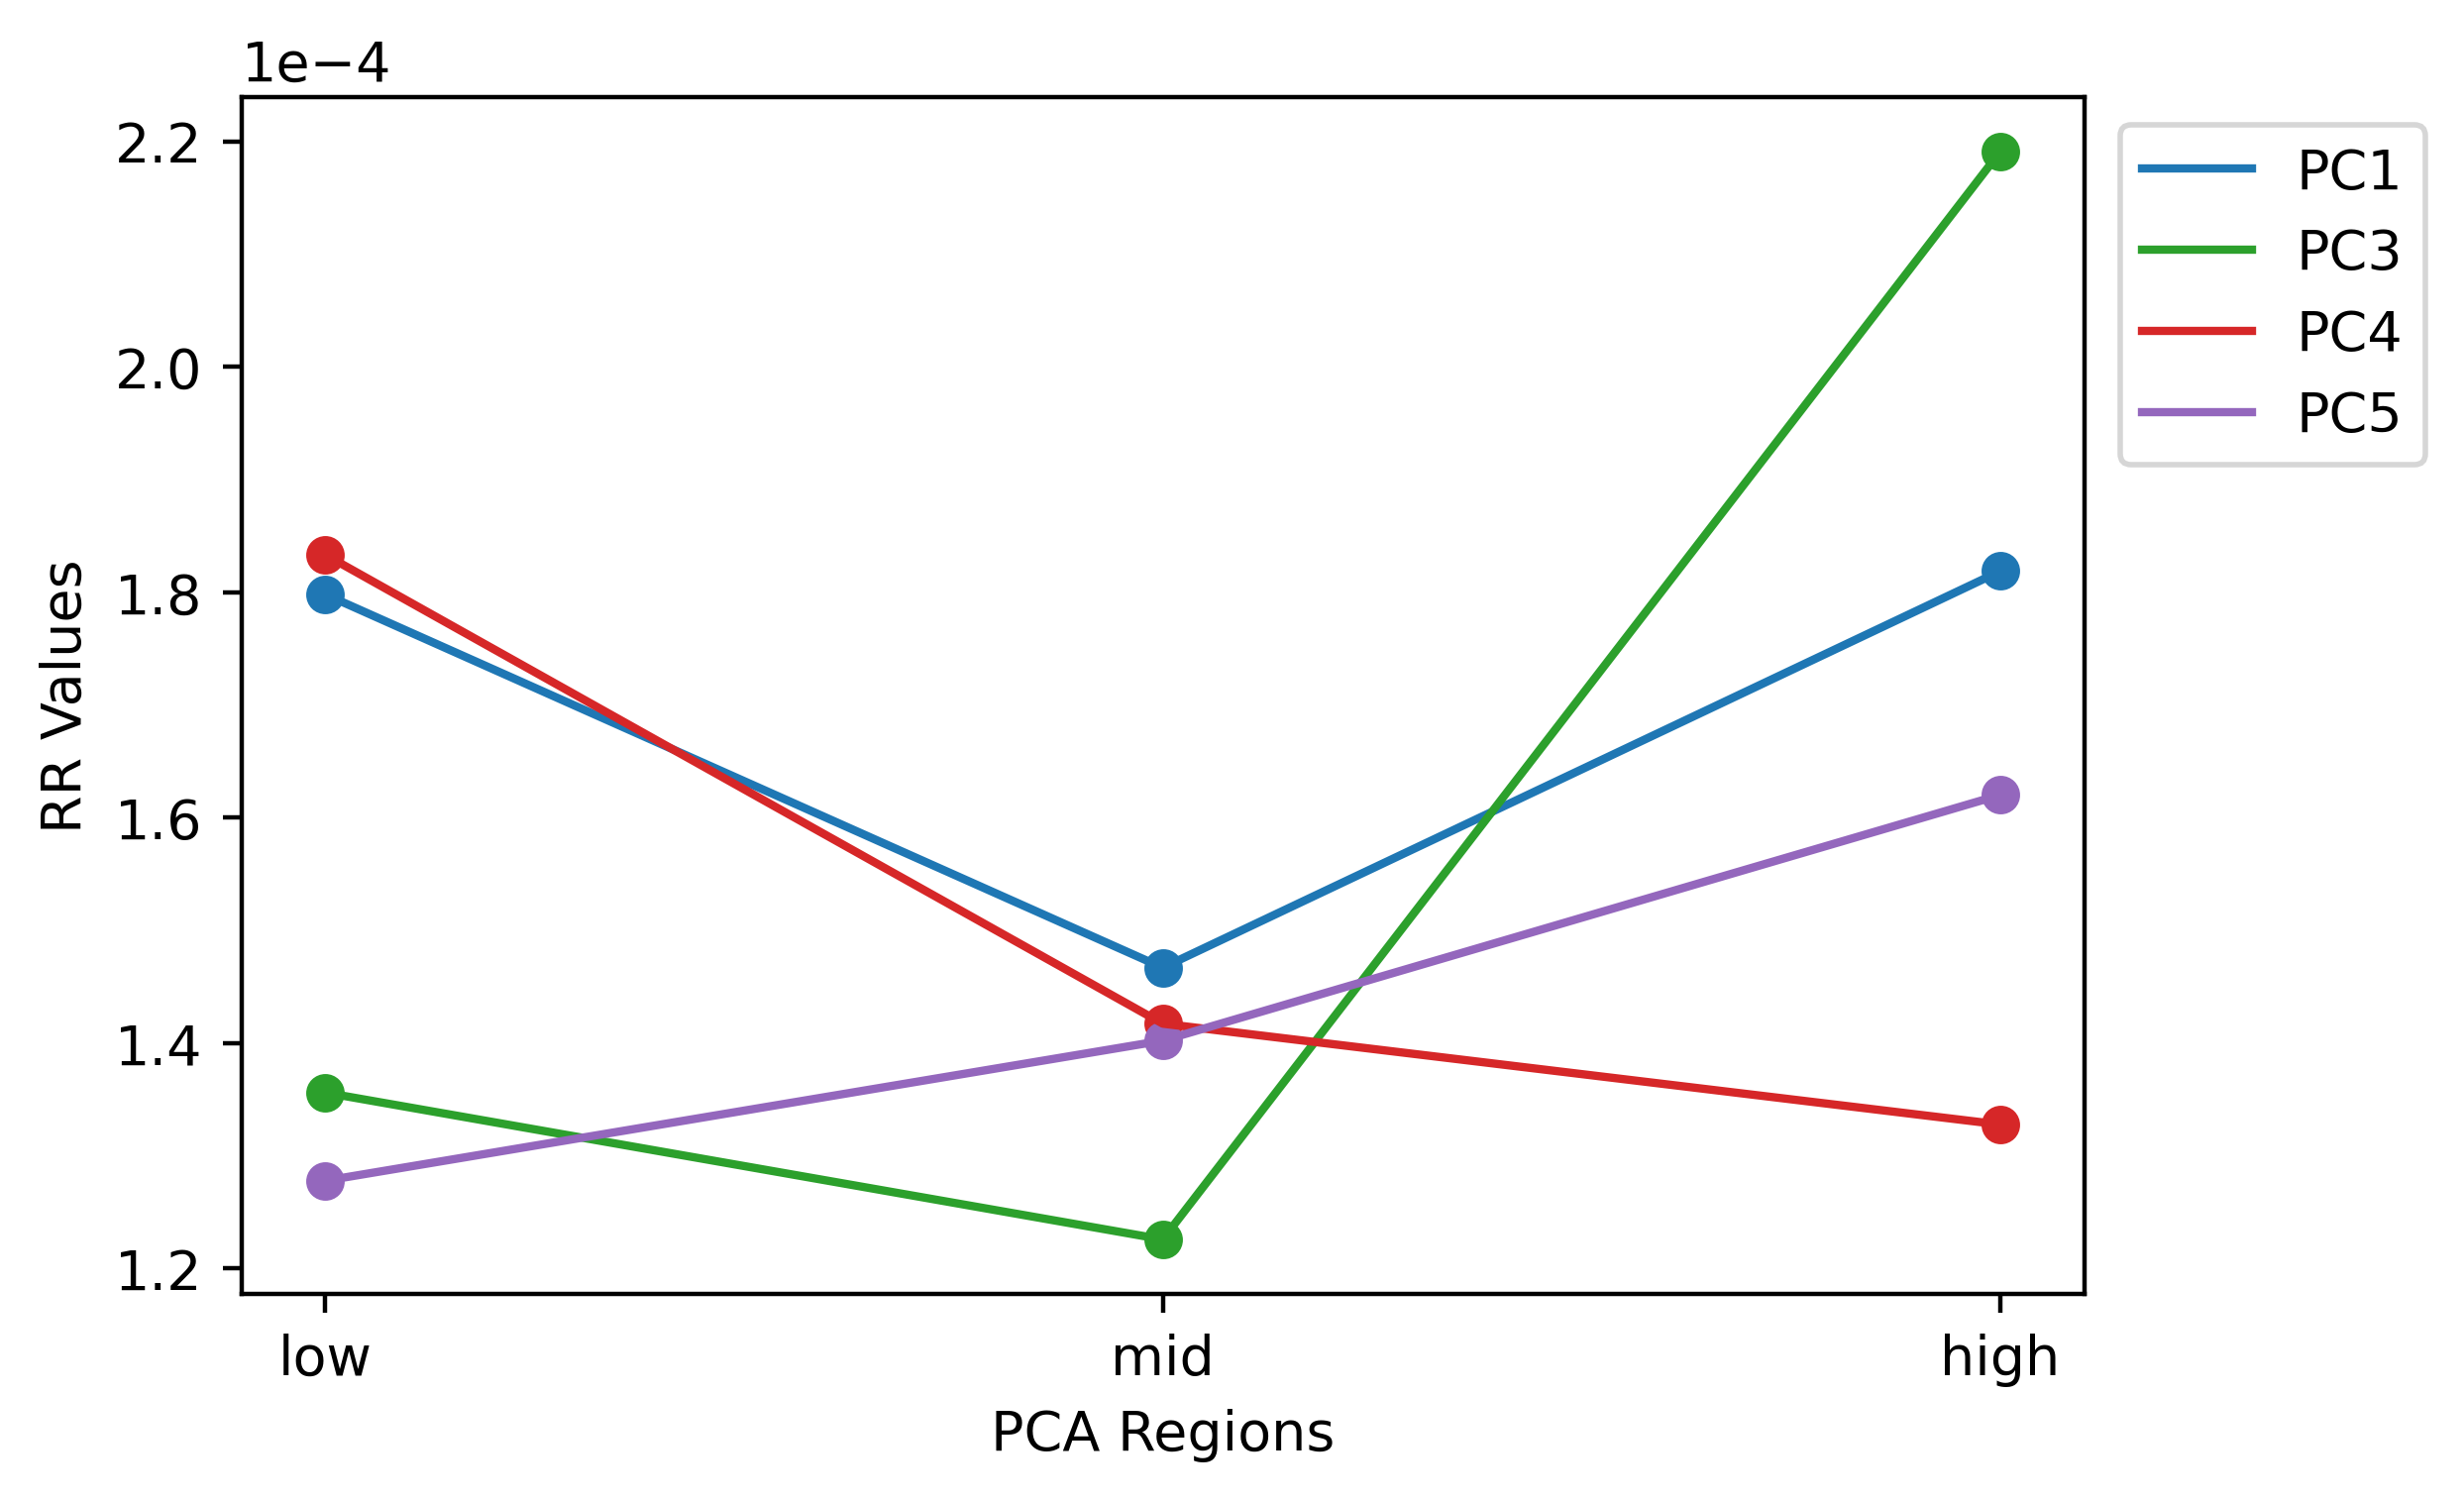 1e−4
2.2
2.0
1.8
1.6
1.4
1.2
RR Values
low mid high
PCA Regions
PC1
PC3
PC4
PC5